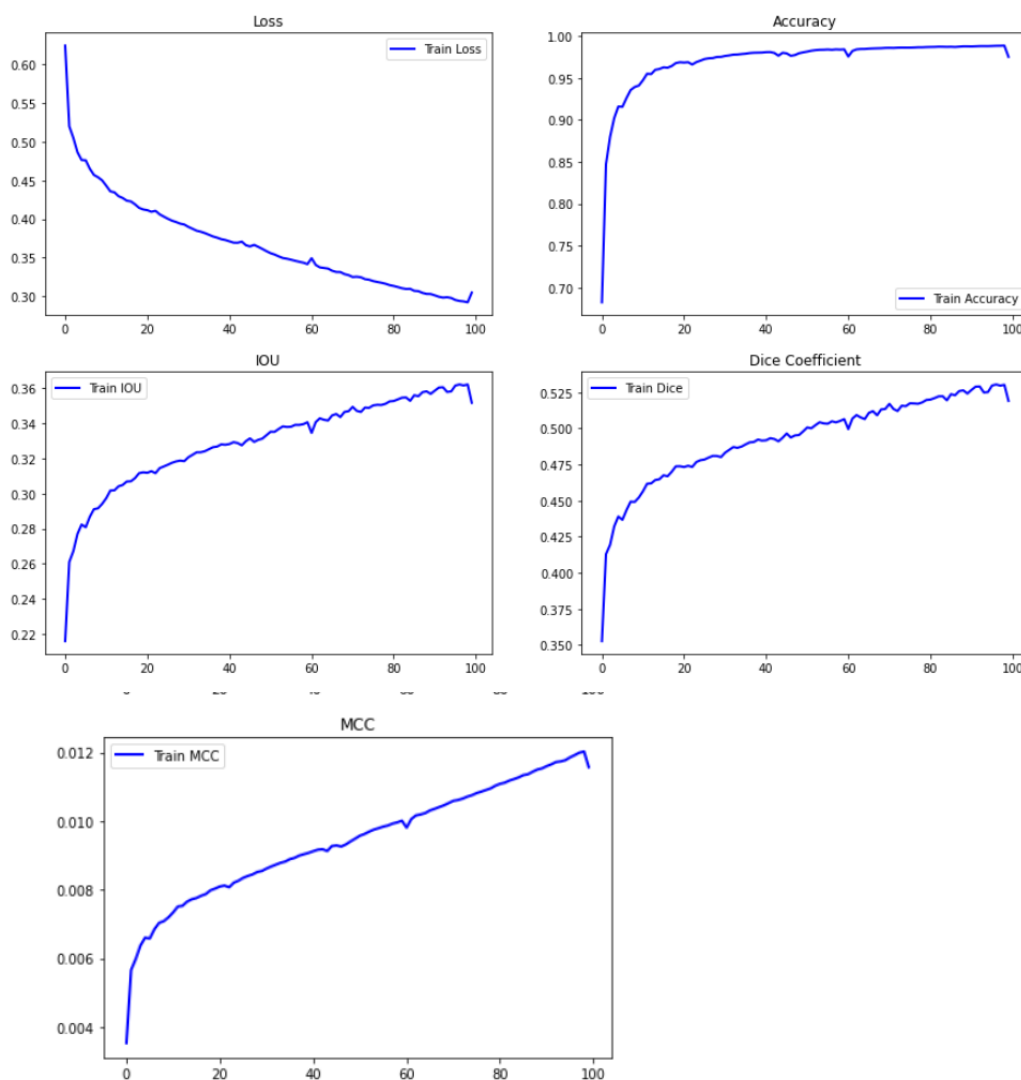 Loss
Accuracy
0.60
0.55
0.50
0.45
0.40
0.35
0.30
Train Loss
0 20 40 60 80 100
1.00
0.95
0.90
0.85
0.80
0.75
0.70
Train Accuracy
0 20 40 60 80 100
IOU
Dice Coefficient
0.36
0.34
0.32
0.30
0.28
0.26
0.24
0.22
Train IOU
0 20 40 60 80 100
0.525
0.500
0.475
0.450
0.425
0.400
0.375
0.350
Train Dice
0 20 40 60 80 100
MCC
0.012
0.010
0.008
0.006
0.004
Train MCC
0 20 40 60 80 100